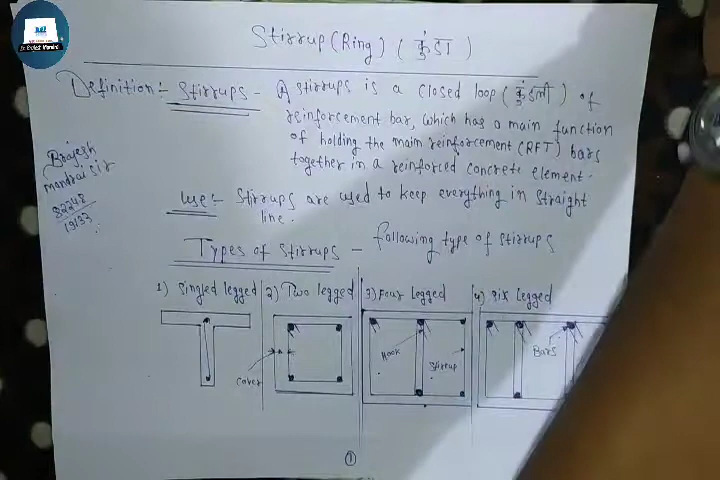 Stirrup (Ring) (कुंडा)
Definition:- Stirrups - A stirrups is a closed loop (कुंडली) of
reinforcement bar, which has a main function
of holding the main reinforcement (RFT) bars
together in a reinforced concrete element.
Brajesh
Mandrai Sir
82248
19133
Use:- Stirrups are used to keep everything in straight
line.
Types of Stirrups - following type of stirrups
1) Singled legged 2) Two legged 3) Four legged 4) Six legged
Cover
Hook
Stirrup
Bars
1